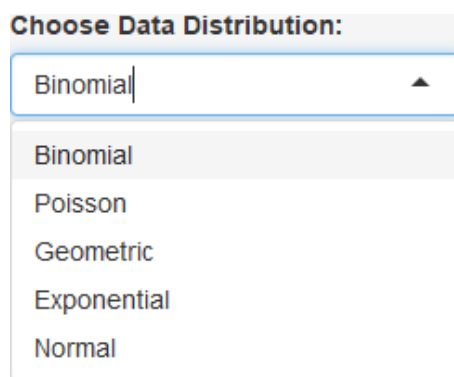 Choose Data Distribution:
Binomial
Binomial
Poisson
Geometric
Exponential
Normal